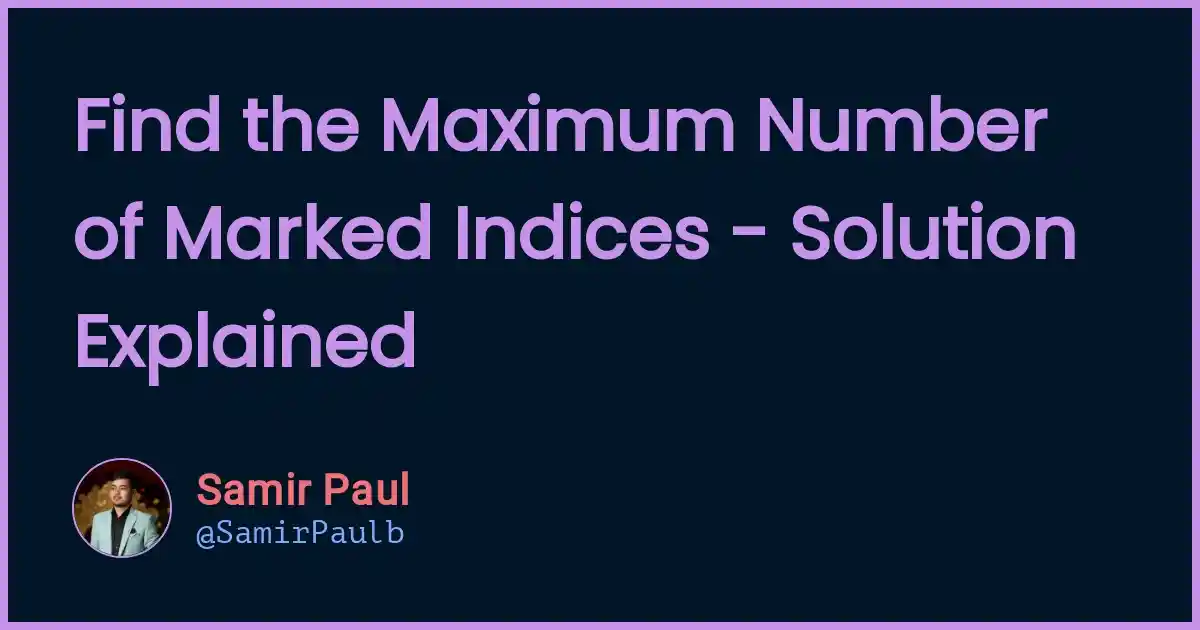 Find the Maximum Number
of Marked Indices - Solution
Explained
Samir Paul
@SamirPaulb